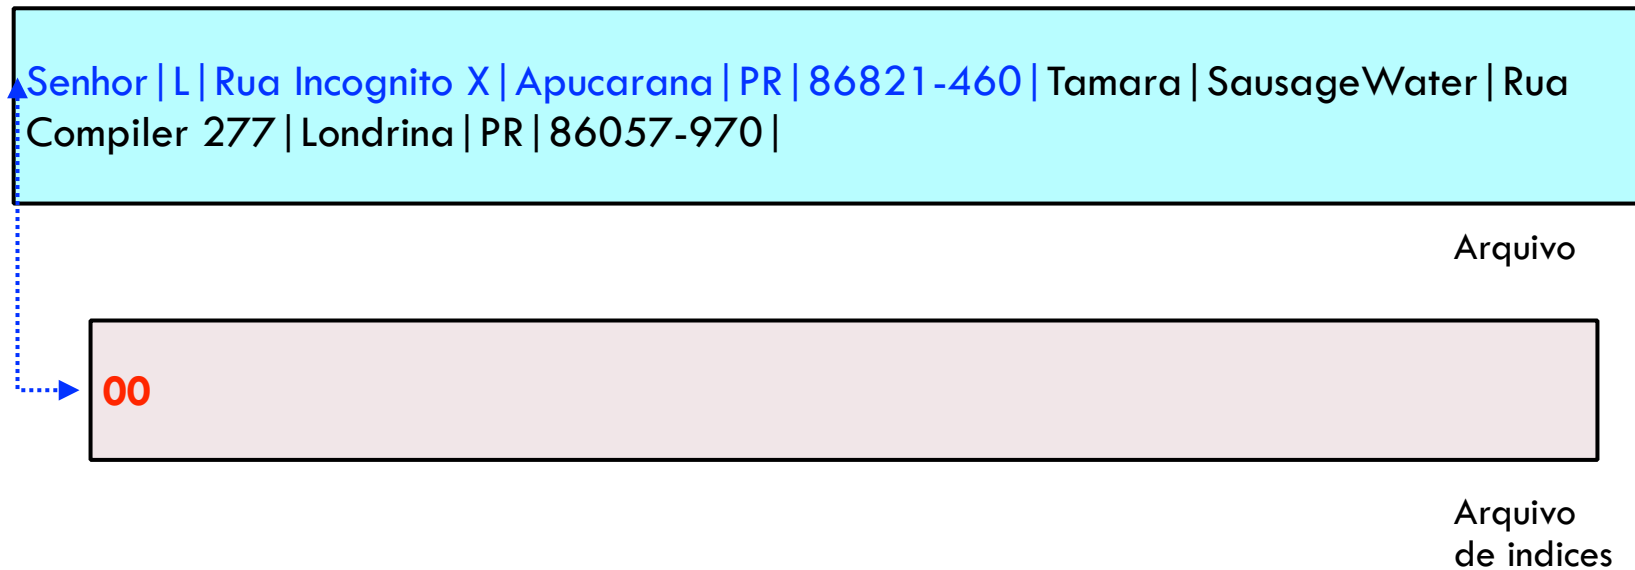 Senhor|L|Rua Incognito X|Apucarana|PR|86821-460|Tamara|SausageWater|Rua
Compiler 277|Londrina|PR|86057-970|
Arquivo
00
Arquivo
de indices